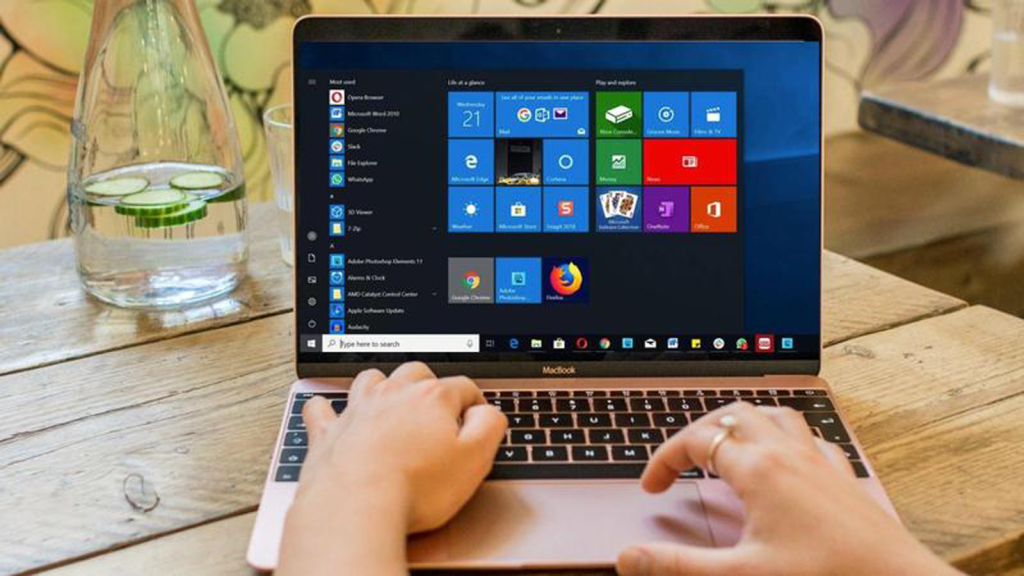 Most used
Opera Browser
Microsoft Word 2010
Google Chrome
Slack
File Explorer
WhatsApp
#
3D Viewer
7-Zip
A
Adobe Photoshop Elements 11
Alarms & Clock
AMD Catalyst Control Center
Apple Software Update
Audacity
Type here to search
Life at a glance
Wednesday
21
See all of your emails in one place
Mail
Microsoft Edge
Cortana
Weather
Microsoft Store
Snagit 2018
Google Chrome
Adobe
Photoshop...
Firefox
Play and explore
Xbox Console...
Groove Music
Films & TV
Money
News
Microsoft
Solitaire Collection
OneNote
Office
MacBook